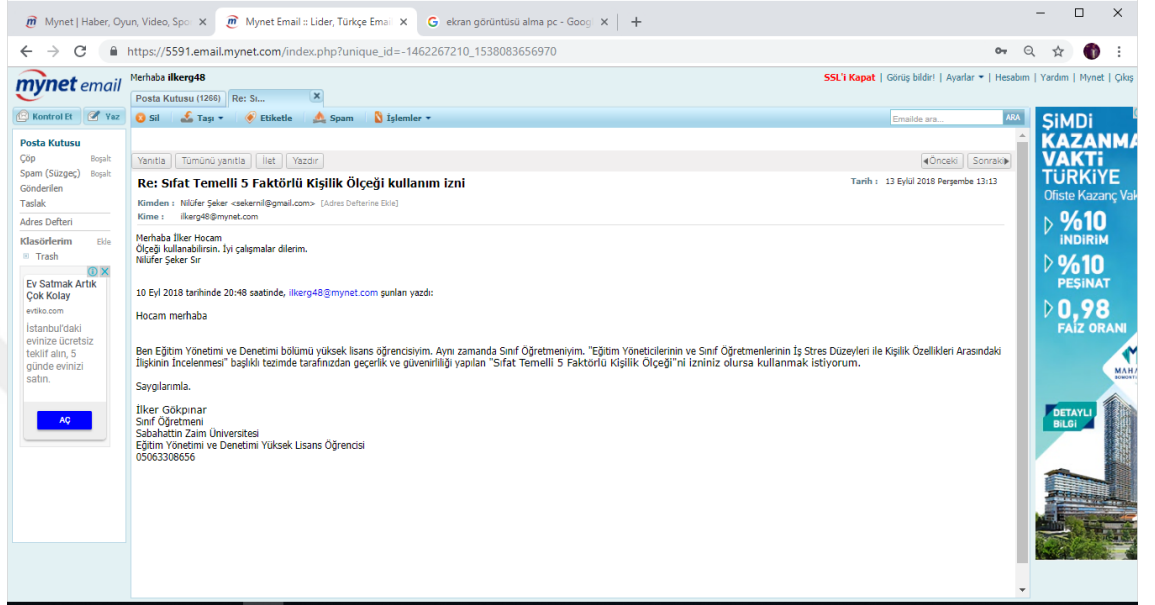 Mynet | Haber, Oyun, Video, Spo
Mynet Email :: Lider, Türkçe Emai
ekran görüntüsü alma pc - Goog
https://5591.email.mynet.com/index.php?unique_id=-1462267210_1538083656970
mynet email
Merhaba ilkerg48
SSL'i Kapat | Görüş bildir! | Ayarlar | Hesabım | Yardım | Mynet | Çıkış
Posta Kutusu (1266) Re: Sı...
Kontrol Et Yaz
Sil Taşı Etiketle Spam İşlemler
Emailde ara... ARA
Posta Kutusu
Çöp Boşalt
Spam (Süzgeç) Boşalt
Gönderilen
Taslak
Adres Defteri
Klasörlerim Ekle
Trash
Ev Satmak Artık
Çok Kolay
evtiko.com
İstanbul'daki
evinize ücretsiz
teklif alın, 5
günde evinizi
satın.
AÇ
Yanıtla Tümünü yanıtla İlet Yazdır
Önceki Sonraki
Re: Sıfat Temelli 5 Faktörlü Kişilik Ölçeği kullanım izni
Tarih : 13 Eylül 2018 Perşembe 13:13
Kimden : Nilüfer Şeker <sekernil@gmail.com> [Adres Defterine Ekle]
Kime : ilkerg48@mynet.com
Merhaba İlker Hocam
Ölçeği kullanabilirsin. İyi çalışmalar dilerim.
Nilüfer Şeker Sır
10 Eyl 2018 tarihinde 20:48 saatinde, ilkerg48@mynet.com şunları yazdı:
Hocam merhaba
Ben Eğitim Yönetimi ve Denetimi bölümü yüksek lisans öğrencisiyim. Aynı zamanda Sınıf Öğretmeniyim. "Eğitim Yöneticilerinin ve Sınıf Öğretmenlerinin İş Stres Düzeyleri ile Kişilik Özellikleri Arasındaki
İlişkinin İncelenmesi" başlıklı tezimde tarafınızdan geçerlik ve güvenirliliği yapılan "Sıfat Temelli 5 Faktörlü Kişilik Ölçeği"ni izniniz olursa kullanmak istiyorum.
Saygılarımla.
İlker Gökpınar
Sınıf Öğretmeni
Sabahattin Zaim Üniversitesi
Eğitim Yönetimi ve Denetimi Yüksek Lisans Öğrencisi
05063308656
ŞİMDİ
KAZANMA
VAKTİ
TÜRKİYE
Ofiste Kazanç Vak
%10
İNDİRİM
%10
PEŞİNAT
0,98
FAİZ ORANI
MAHA
DETAYLI
BİLGİ